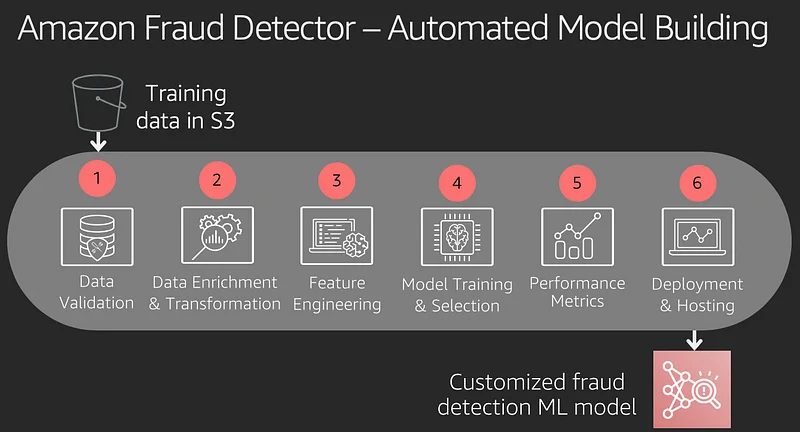 Amazon Fraud Detector – Automated Model Building
Training
data in S3
1
2
3
4
5
6
Data
Validation
Data Enrichment
& Transformation
Feature
Engineering
Model Training
& Selection
Performance
Metrics
Deployment
& Hosting
Customized fraud
detection ML model